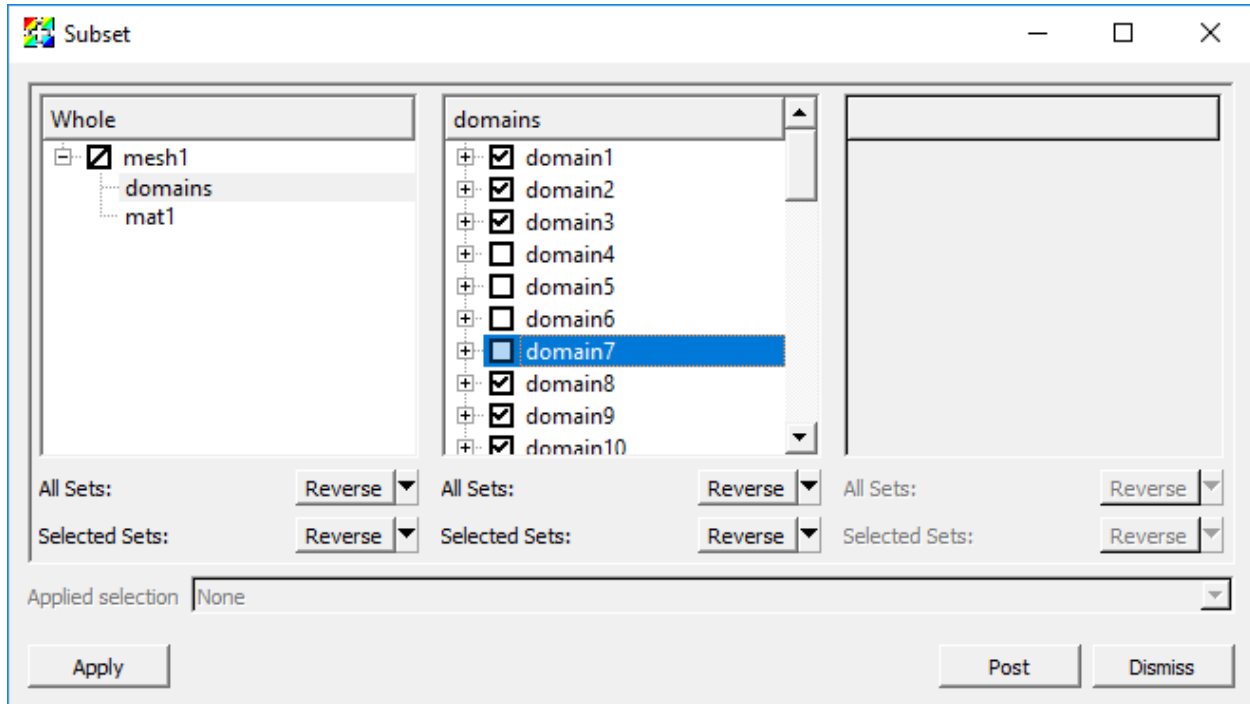 Subset
Whole
mesh1
domains
mat1
domains
domain1
domain2
domain3
domain4
domain5
domain6
domain7
domain8
domain9
domain10
All Sets: Reverse All Sets: Reverse All Sets: Reverse
Selected Sets: Reverse Selected Sets: Reverse Selected Sets: Reverse
Applied selection None
Apply Post Dismiss